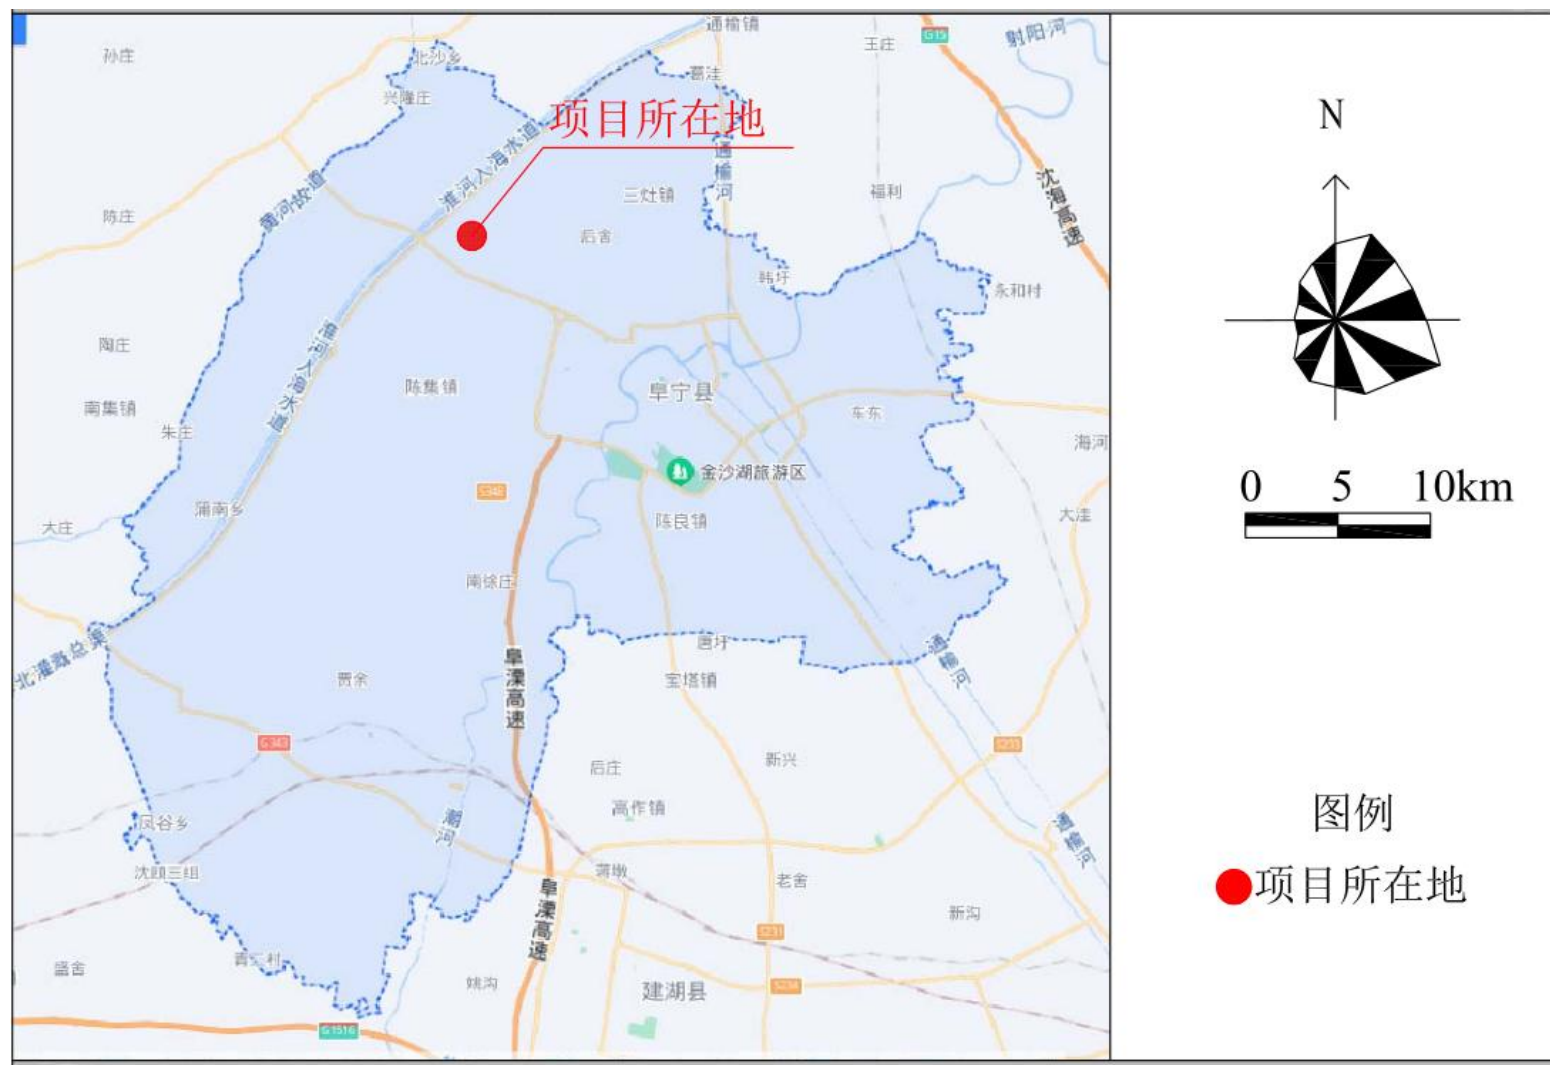 通榆镇
孙庄
王庄
G15
射阳河
北沙乡
葛洼
兴隆庄
项目所在地
N
淮河入海水道
通榆河
沈海高速
黄河故道
三灶镇
福利
陈庄
后舍
韩圩
永和村
淮河入海水道
陶庄
陈集镇
阜宁县
南集镇
朱庄
车东
海河
金沙湖旅游区
S348
0 5 10km
蒲南乡
陈良镇
大洼
大庄
南徐庄
北灌溉总渠
唐圩
通榆河
阜溧高速
贾余
宝塔镇
G343
S233
新兴
后庄
高作镇
潮河
凤谷乡
通榆河
图例
沈顾三组
蒋墩
老舍
项目所在地
阜溧高速
新沟
S231
盛舍
姚沟
建湖县
S234
G1516